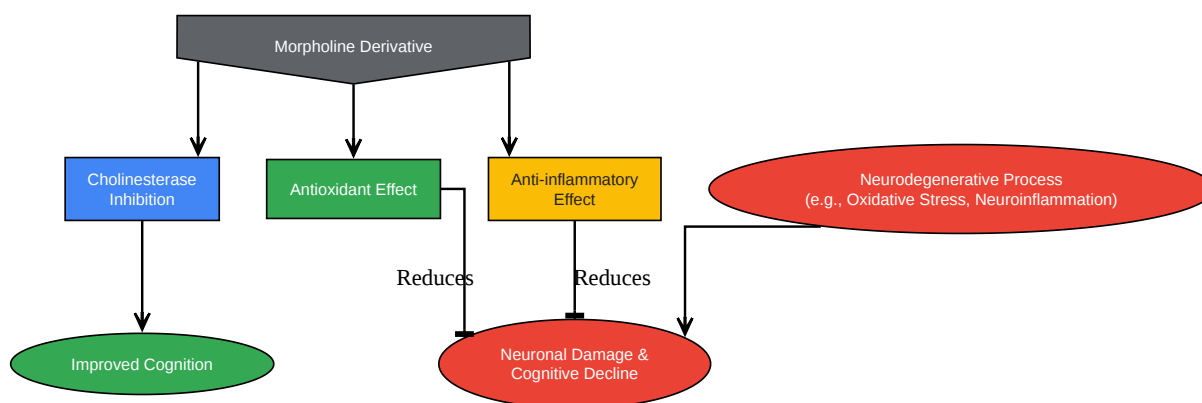 Morpholine Derivative
Cholinesterase
Inhibition
Antioxidant Effect
Anti-inflammatory
Effect
Neurodegenerative Process
(e.g., Oxidative Stress, Neuroinflammation)
Reduces
Reduces
Improved Cognition
Neuronal Damage &
Cognitive Decline